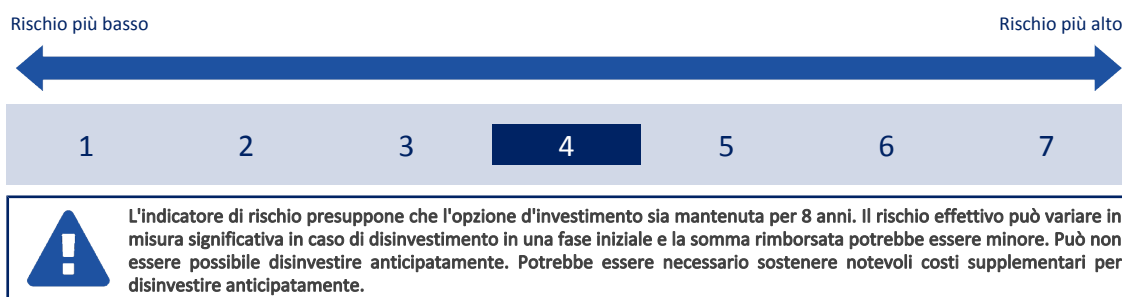 Rischio più basso Rischio più alto
1 2 3 4 5 6 7
L'indicatore di rischio presuppone che l'opzione d'investimento sia mantenuta per 8 anni. Il rischio effettivo può variare in
misura significativa in caso di disinvestimento in una fase iniziale e la somma rimborsata potrebbe essere minore. Può non
essere possibile disinvestire anticipatamente. Potrebbe essere necessario sostenere notevoli costi supplementari per
disinvestire anticipatamente.